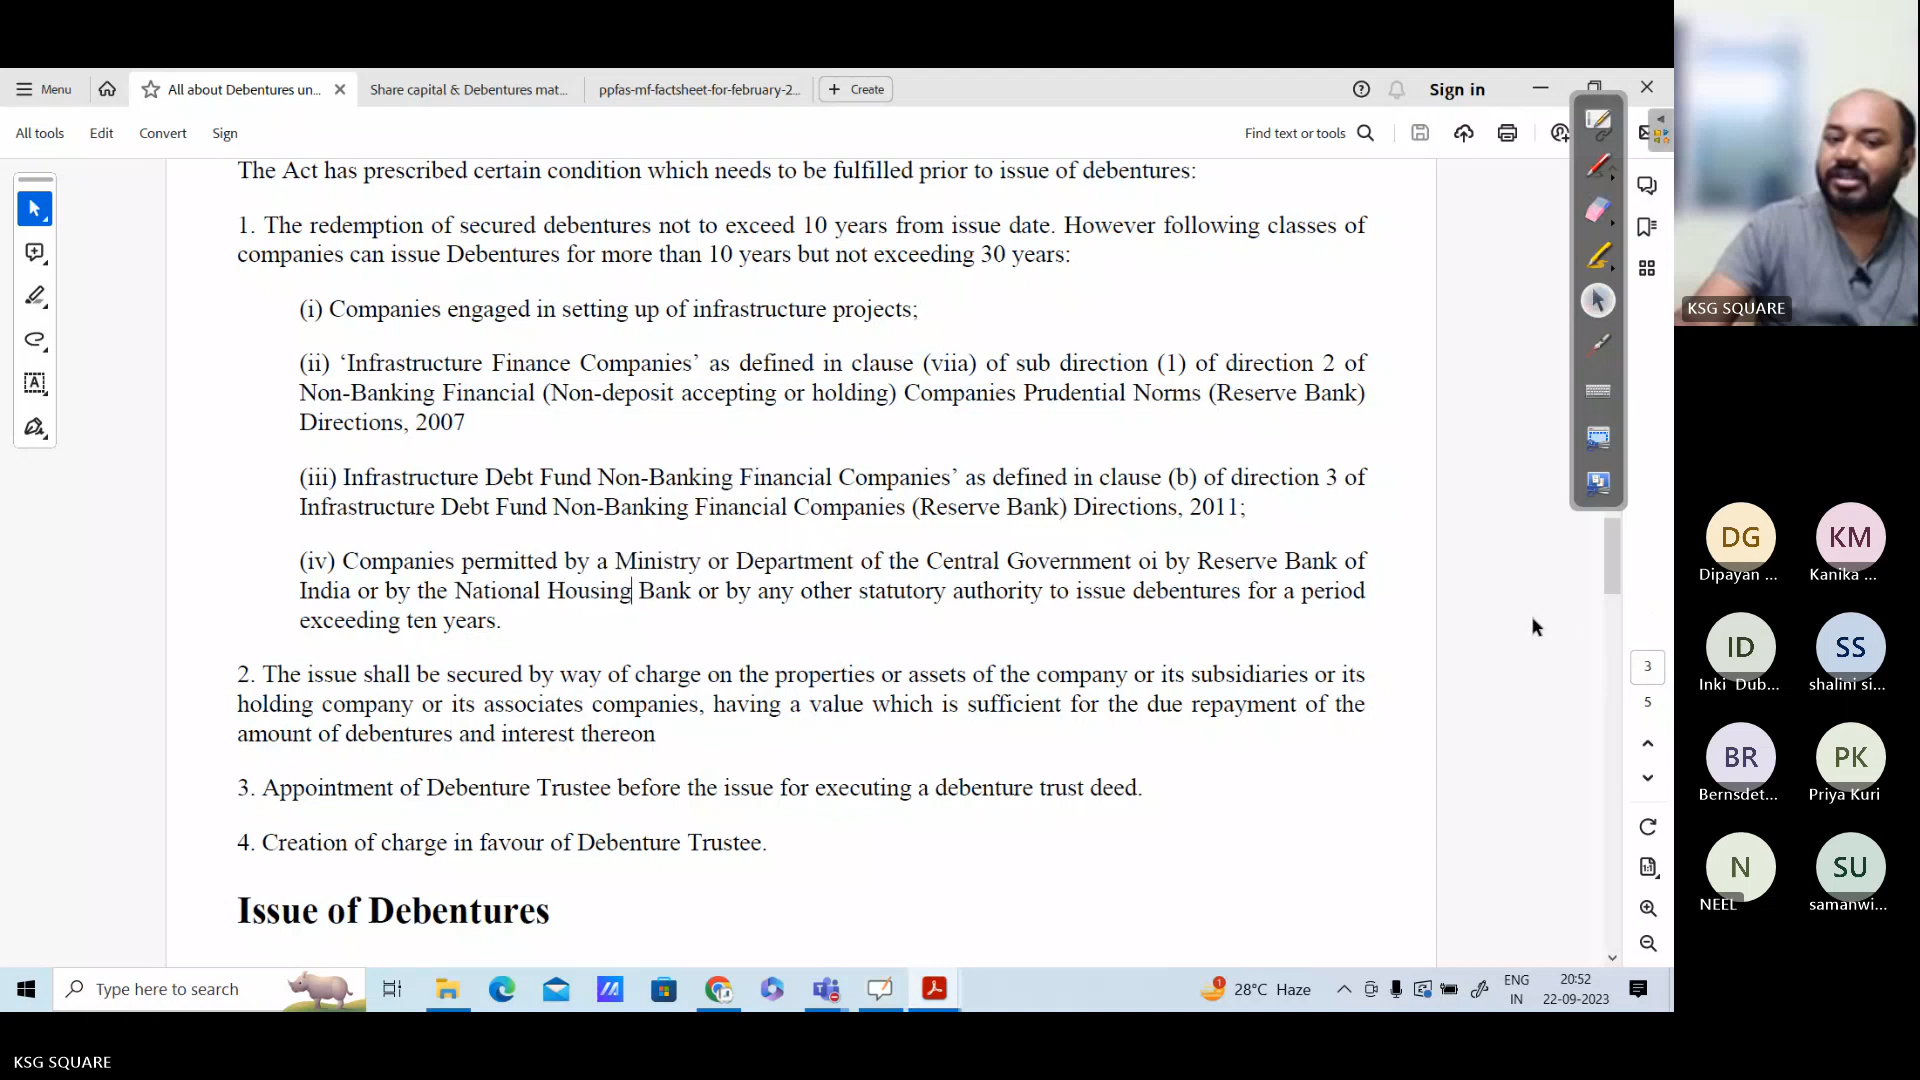 Menu
All about Debentures un...
Share capital & Debentures mat...
ppfas-mf-factsheet-for-february-2...
Create
Sign in
All tools
Edit
Convert
Sign
Find text or tools
The Act has prescribed certain condition which needs to be fulfilled prior to issue of debentures:
1. The redemption of secured debentures not to exceed 10 years from issue date. However following classes of
companies can issue Debentures for more than 10 years but not exceeding 30 years:
(i) Companies engaged in setting up of infrastructure projects;
(ii) ‘Infrastructure Finance Companies’ as defined in clause (viia) of sub direction (1) of direction 2 of
Non-Banking Financial (Non-deposit accepting or holding) Companies Prudential Norms (Reserve Bank)
Directions, 2007
(iii) Infrastructure Debt Fund Non-Banking Financial Companies’ as defined in clause (b) of direction 3 of
Infrastructure Debt Fund Non-Banking Financial Companies (Reserve Bank) Directions, 2011;
(iv) Companies permitted by a Ministry or Department of the Central Government oi by Reserve Bank of
India or by the National Housing Bank or by any other statutory authority to issue debentures for a period
exceeding ten years.
2. The issue shall be secured by way of charge on the properties or assets of the company or its subsidiaries or its
holding company or its associates companies, having a value which is sufficient for the due repayment of the
amount of debentures and interest thereon
3. Appointment of Debenture Trustee before the issue for executing a debenture trust deed.
4. Creation of charge in favour of Debenture Trustee.
Issue of Debentures
3
5
KSG SQUARE
DG
Dipayan ...
KM
Kanika ...
ID
Inki Dub...
SS
shalini si...
BR
Bernsdet...
PK
Priya Kuri
N
NEEL
SU
samanwi...
Type here to search
1
28°C Haze
ENG
IN
20:52
22-09-2023
KSG SQUARE